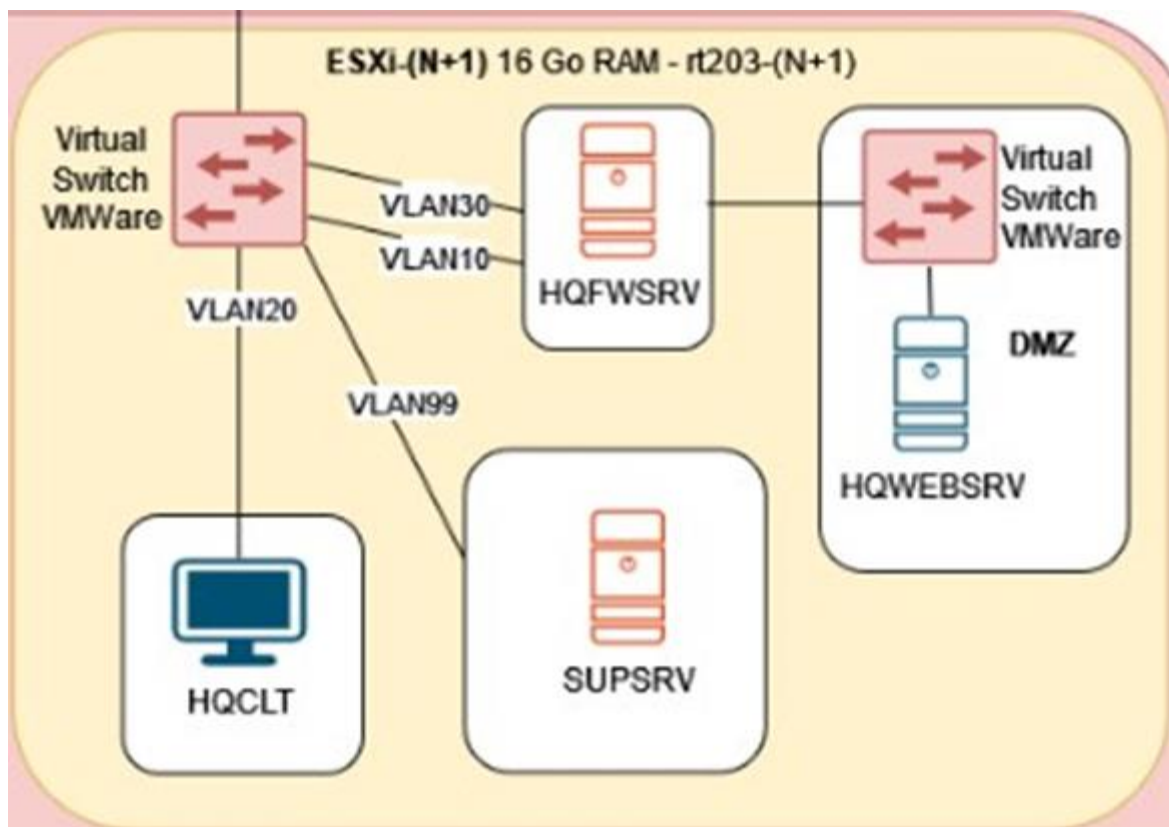 ESXi-(N+1) 16 Go RAM - rt203-(N+1)
Virtual
Switch
VMWare
VLAN30
VLAN10
HQFWSRV
Virtual
Switch
VMWare
VLAN20
DMZ
VLAN99
HQWEBSRV
SUPSRV
HQCLT